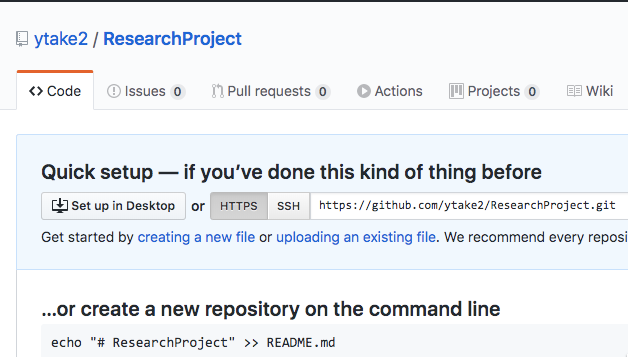 ytake2 / ResearchProject
Code Issues 0 Pull requests 0 Actions Projects 0 Wiki
Quick setup — if you’ve done this kind of thing before
Set up in Desktop or HTTPS SSH https://github.com/ytake2/ResearchProject.git
Get started by creating a new file or uploading an existing file. We recommend every reposi
...or create a new repository on the command line
echo "# ResearchProject" >> README.md